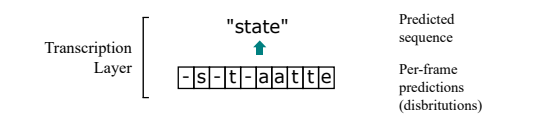 Transcription
Layer
"state"
-s-t-aatte
Predicted
sequence
Per-frame
predictions
(disbritutions)